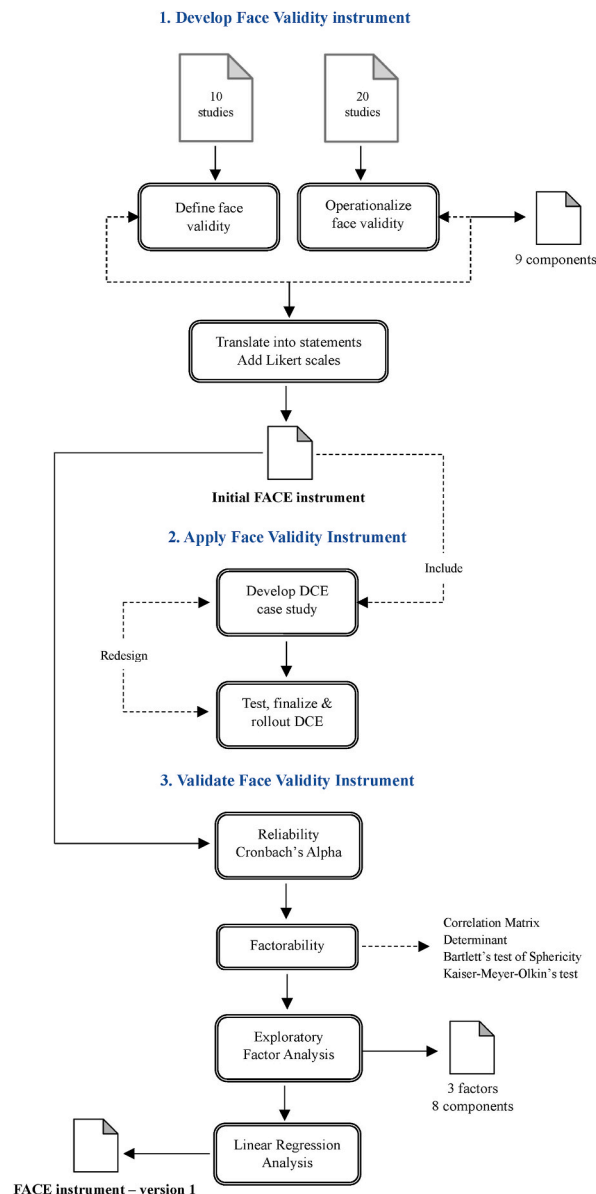 1. Develop Face Validity instrument
10
studies
20
studies
Define face
validity
Operationalize
face validity
9 components
Translate into statements
Add Likert scales
Initial FACE instrument
2. Apply Face Validity Instrument
Include
Develop DCE
case study
Redesign
Test, finalize &
rollout DCE
3. Validate Face Validity Instrument
Reliability
Cronbach's Alpha
Factorability
Correlation Matrix
Determinant
Bartlett's test of Sphericity
Kaiser-Meyer-Olkin's test
Exploratory
Factor Analysis
3 factors
8 components
Linear Regression
Analysis
FACE instrument – version 1